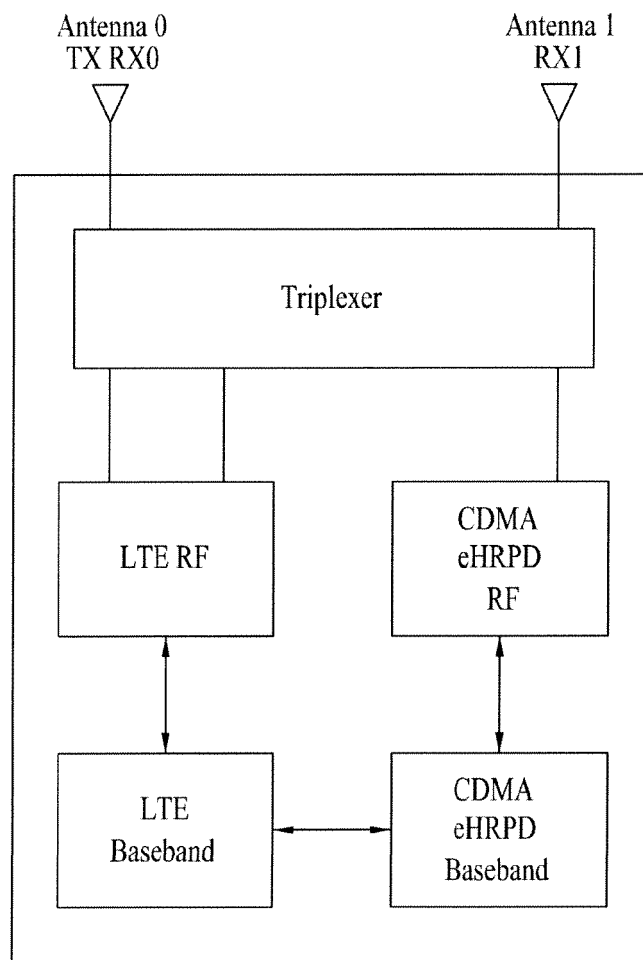 Antenna 0
TX RX0
Antenna 1
RX1
Triplexer
LTE RF
CDMA
eHRPD
RF
LTE
Baseband
CDMA
eHRPD
Baseband